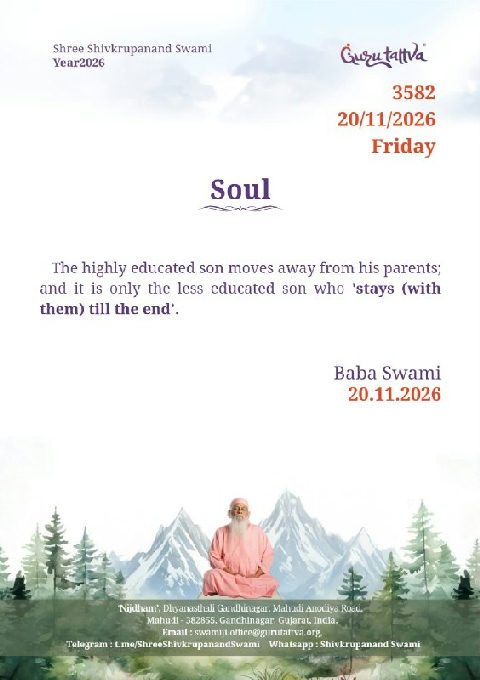 Shree Shivkrupanand Swami
Year2026
Gurutattva
3582
20/11/2026
Friday
Soul
The highly educated son moves away from his parents;
and it is only the less educated son who 'stays (with
them) till the end'.
Baba Swami
20.11.2026
'Nijdham', Dhyanasthali Gandhinagar, Mahudi Anodiya Road,
Mahudi - 382855, Gandhinagar, Gujarat, India.
Email : swamiji.office@gurutattva.org,
Telegram : t.me/ShreeShivkrupanandSwami Whatsapp : Shivkrupanand Swami